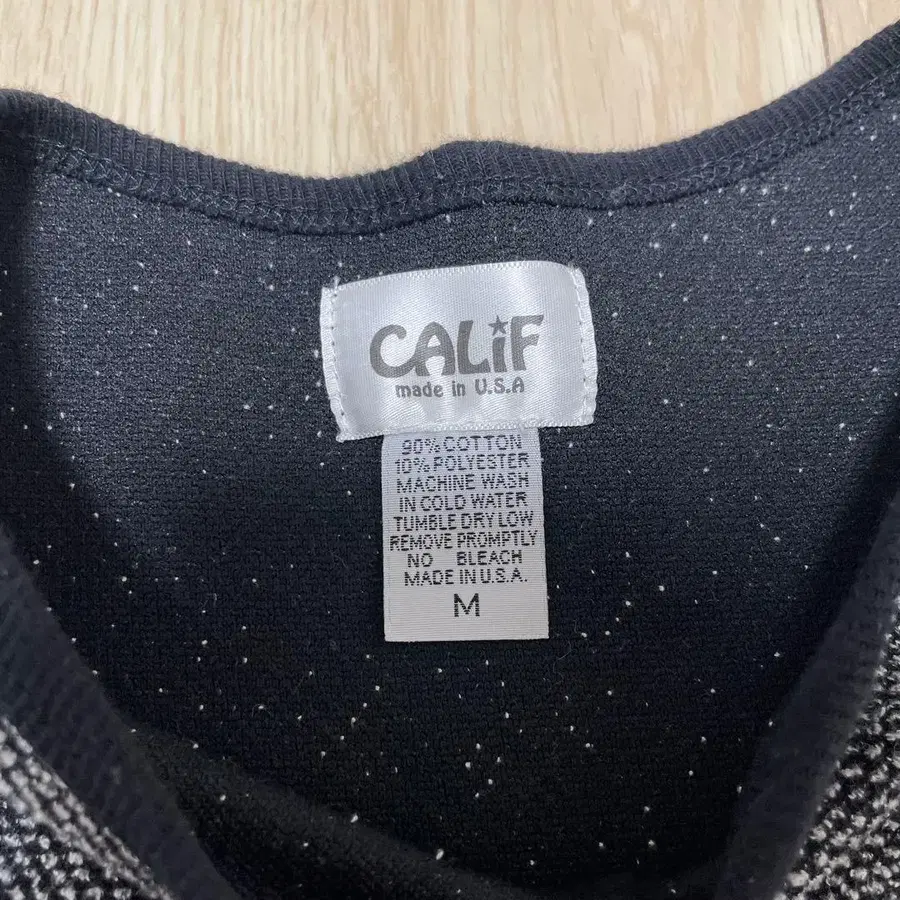 CALiF
made in U.S.A
90% COTTON
10% POLYESTER
MACHINE WASH
IN COLD WATER
TUMBLE DRY LOW
REMOVE PROMPTLY
NO BLEACH
MADE IN U.S.A.
M